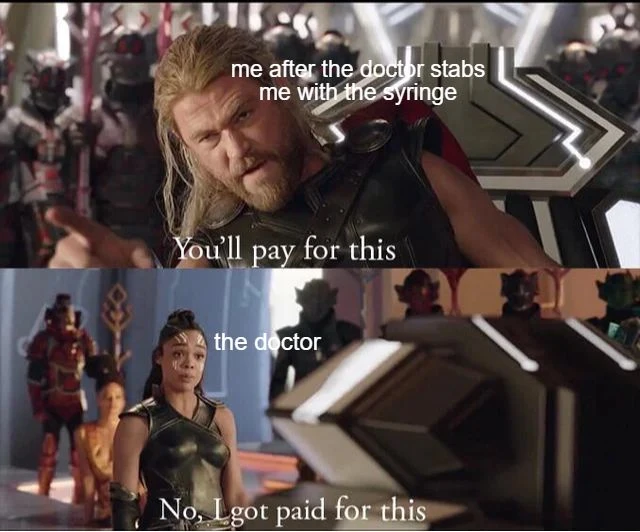 me after the doctor stabs
me with the syringe
You'll pay for this
the doctor
No, I got paid for this